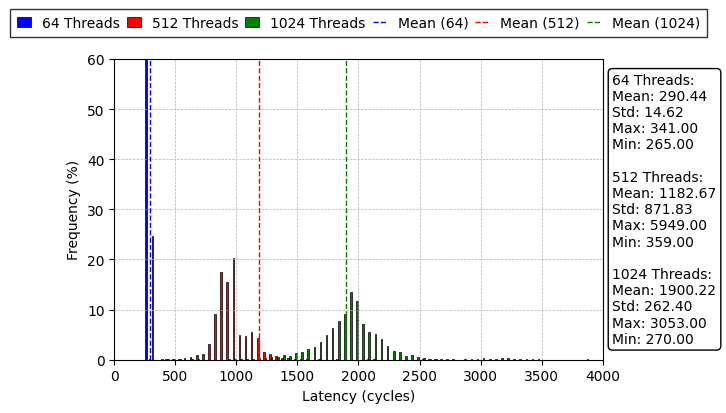 64 Threads 512 Threads 1024 Threads Mean (64) Mean (512) Mean (1024)
60
50
40
30
20
10
0
Frequency (%)
0 500 1000 1500 2000 2500 3000 3500 4000
Latency (cycles)
64 Threads:
Mean: 290.44
Std: 14.62
Max: 341.00
Min: 265.00
512 Threads:
Mean: 1182.67
Std: 871.83
Max: 5949.00
Min: 359.00
1024 Threads:
Mean: 1900.22
Std: 262.40
Max: 3053.00
Min: 270.00